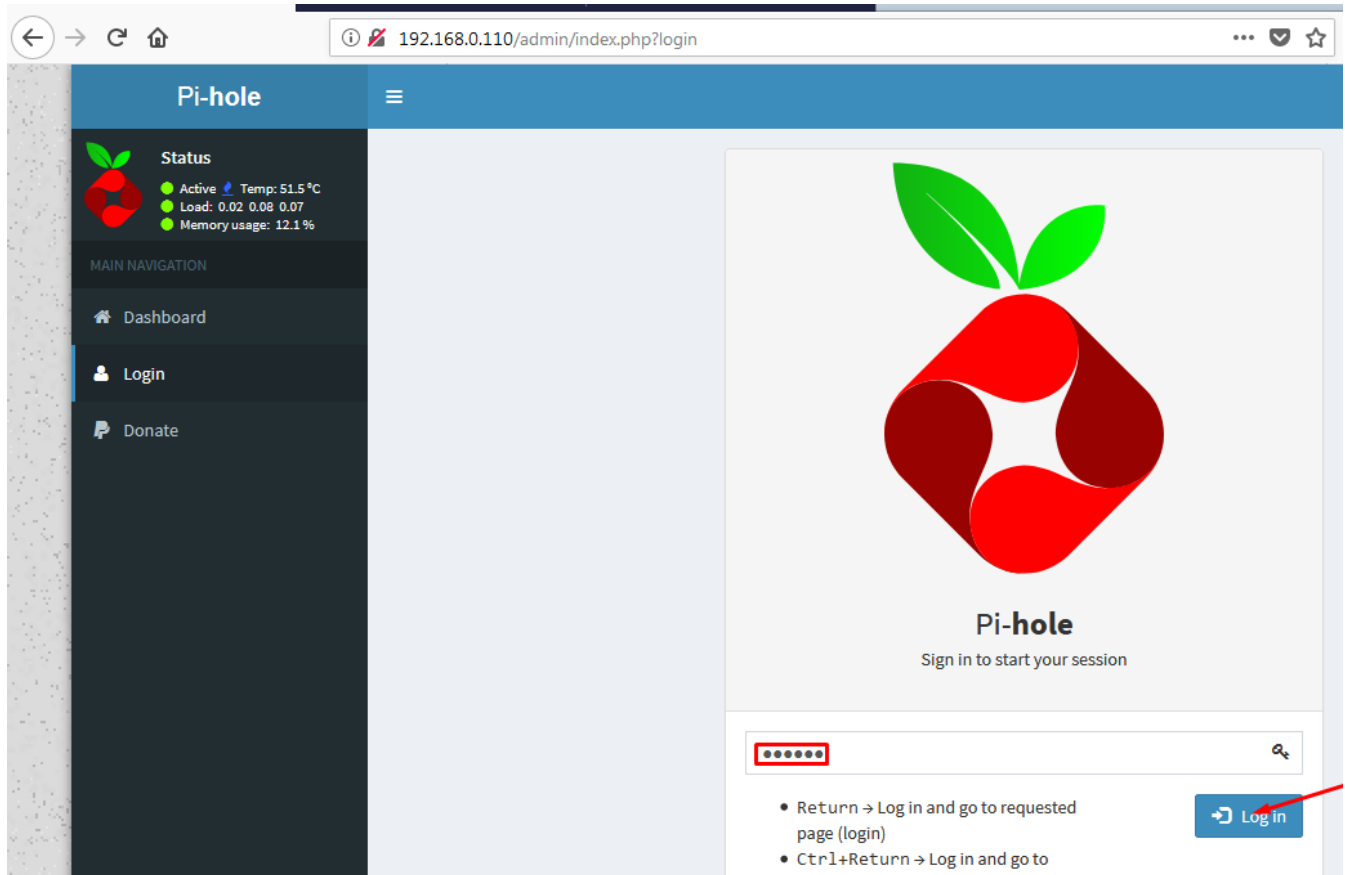 192.168.0.110/admin/index.php?login
Pi-hole
Status
Active Temp: 51.5 °C
Load: 0.02 0.08 0.07
Memory usage: 12.1 %
MAIN NAVIGATION
Dashboard
Login
Donate
Pi-hole
Sign in to start your session
••••••
• Return → Log in and go to requested
page (login)
• Ctrl+Return → Log in and go to
Log in